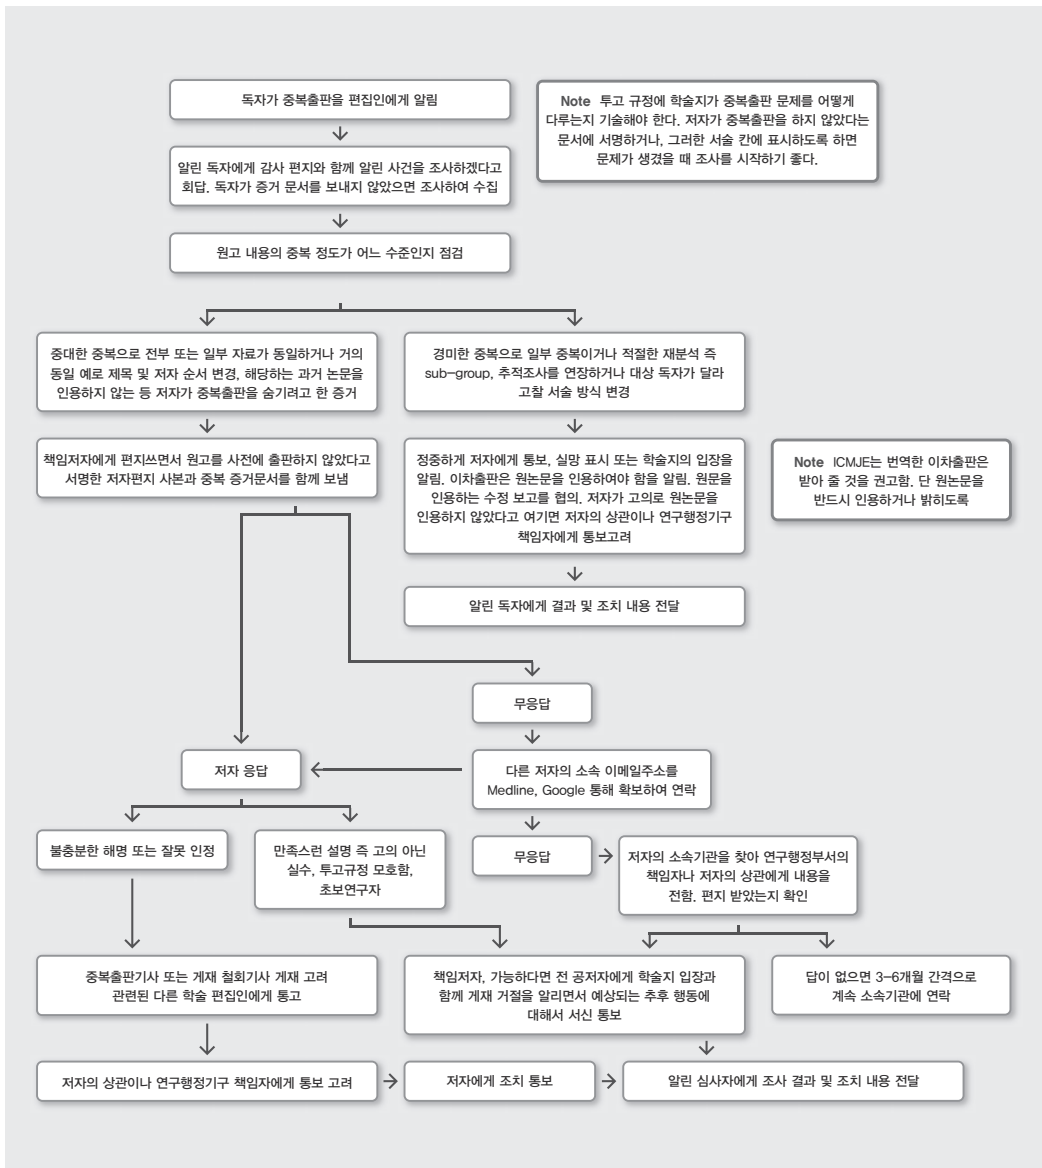 독자가 중복출판을 편집인에게 알림
Note 투고 규정에 학술지가 중복출판 문제를 어떻게
다루는지 기술해야 한다. 저자가 중복출판을 하지 않았다는
문서에 서명하거나, 그러한 서술 칸에 표시하도록 하면
문제가 생겼을 때 조사를 시작하기 좋다.
알린 독자에게 감사 편지와 함께 알린 사건을 조사하겠다고
회답. 독자가 증거 문서를 보내지 않았으면 조사하여 수집
원고 내용의 중복 정도가 어느 수준인지 점검
중대한 중복으로 전부 또는 일부 자료가 동일하거나 거의
동일 예로 제목 및 저자 순서 변경, 해당하는 과거 논문을
인용하지 않는 등 저자가 중복출판을 숨기려고 한 증거
경미한 중복으로 일부 중복이거나 적절한 재분석 즉
sub-group, 추적조사를 연장하거나 대상 독자가 달라
고찰 서술 방식 변경
책임저자에게 편지쓰면서 원고를 사전에 출판하지 않았다고
서명한 저자편지 사본과 중복 증거문서를 함께 보냄
정중하게 저자에게 통보, 실망 표시 또는 학술지의 입장을
알림. 이차출판은 원논문을 인용하여야 함을 알림. 원문을
인용하는 수정 보고를 협의. 저자가 고의로 원논문을
인용하지 않았다고 여기면 저자의 상관이나 연구행정기구
책임자에게 통보고려
Note ICMJE는 번역한 이차출판은
받아 줄 것을 권고함. 단 원논문을
반드시 인용하거나 밝히도록
알린 독자에게 결과 및 조치 내용 전달
무응답
저자 응답
다른 저자의 소속 이메일주소를
Medline, Google 통해 확보하여 연락
불충분한 해명 또는 잘못 인정
만족스런 설명 즉 고의 아닌
실수, 투고규정 모호함,
초보연구자
무응답
저자의 소속기관을 찾아 연구행정부서의
책임자나 저자의 상관에게 내용을
전함. 편지 받았는지 확인
중복출판기사 또는 게재 철회기사 게재 고려
관련된 다른 학술 편집인에게 통고
책임저자, 가능하다면 전 공저자에게 학술지 입장과
함께 게재 거절을 알리면서 예상되는 추후 행동에
대해서 서신 통보
답이 없으면 3-6개월 간격으로
계속 소속기관에 연락
저자의 상관이나 연구행정기구 책임자에게 통보 고려
저자에게 조치 통보
알린 심사자에게 조사 결과 및 조치 내용 전달